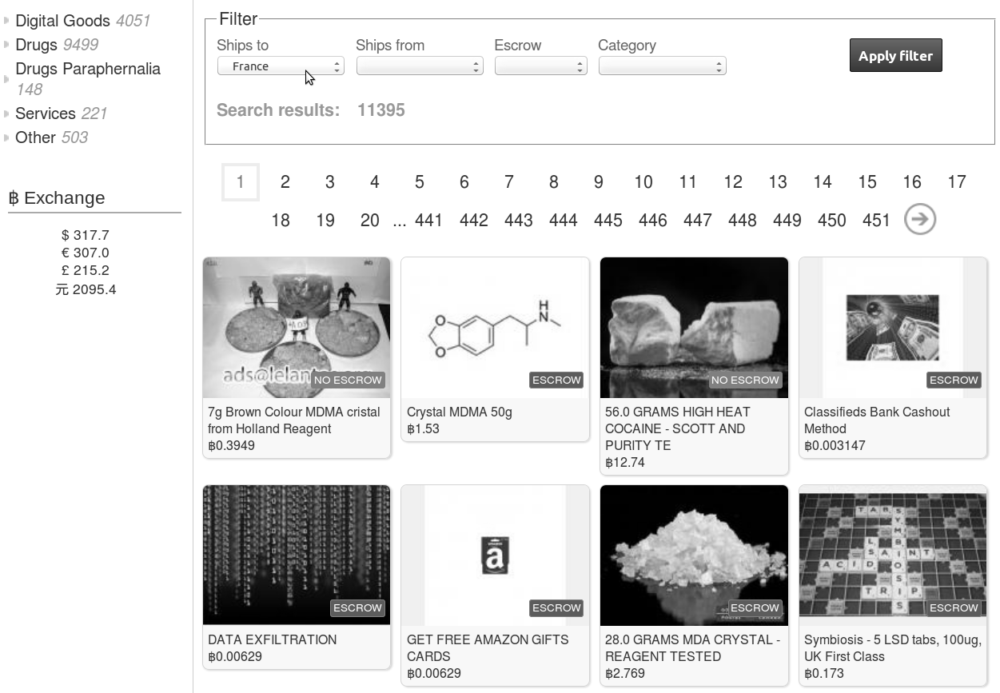 Digital Goods 4051
Drugs 9499
Drugs Paraphernalia
148
Services 221
Other 503
฿ Exchange
$ 317.7
€ 307.0
£ 215.2
元 2095.4
Filter
Ships to
Ships from
Escrow
Category
France
Apply filter
Search results: 11395
1 2 3 4 5 6 7 8 9 10 11 12 13 14 15 16 17
18 19 20 ... 441 442 443 444 445 446 447 448 449 450 451
ads@lelan
NO ESCROW
7g Brown Colour MDMA cristal
from Holland Reagent
฿0.3949
O
O
H
N
ESCROW
Crystal MDMA 50g
฿1.53
NO ESCROW
56.0 GRAMS HIGH HEAT
COCAINE - SCOTT AND
PURITY TE
฿12.74
ESCROW
Classifieds Bank Cashout
Method
฿0.003147
ESCROW
DATA EXFILTRATION
฿0.00629
a
ESCROW
GET FREE AMAZON GIFTS
CARDS
฿0.00629
ESCROW
28.0 GRAMS MDA CRYSTAL -
REAGENT TESTED
฿2.769
TABS
SYMBIOSIS
LSD
SAINT
ACID
TRIP
ESCROW
Symbiosis - 5 LSD tabs, 100ug,
UK First Class
฿0.173